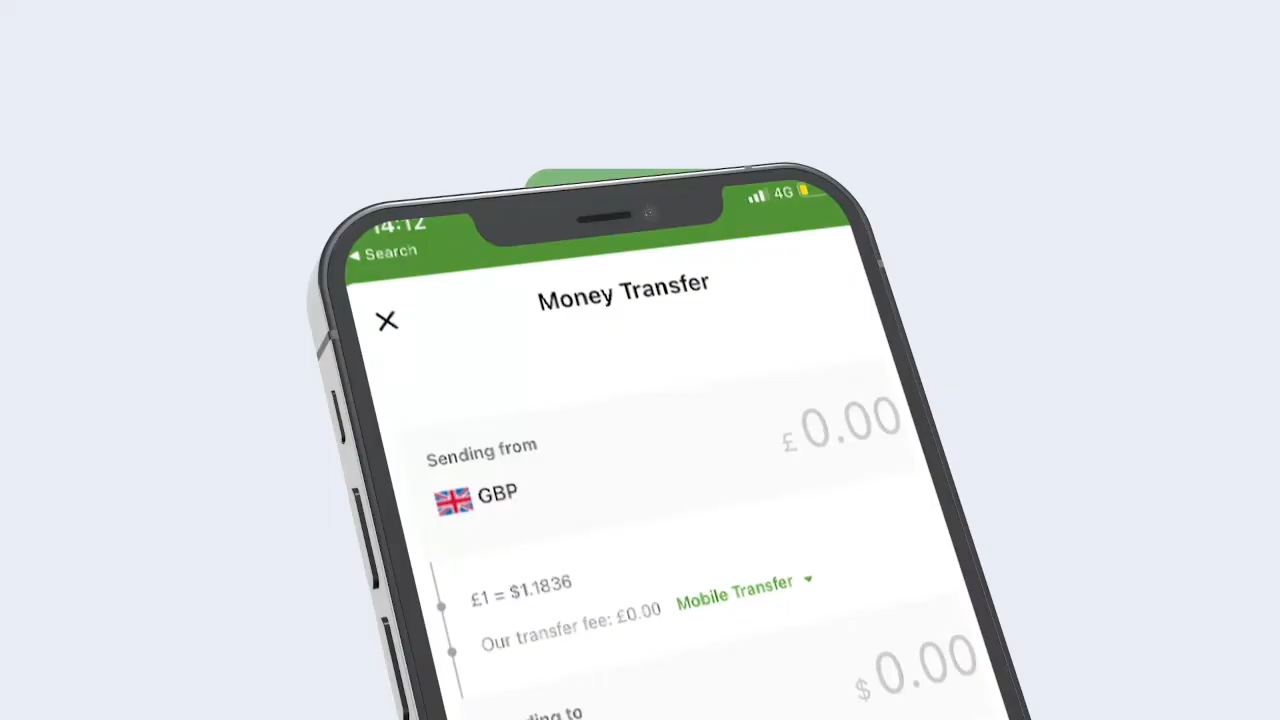 14:12
4G
Search
Money Transfer
Sending from
£0.00
GBP
£1 = $1.1836
Our transfer fee: £0.00 Mobile Transfer
$0.00
to